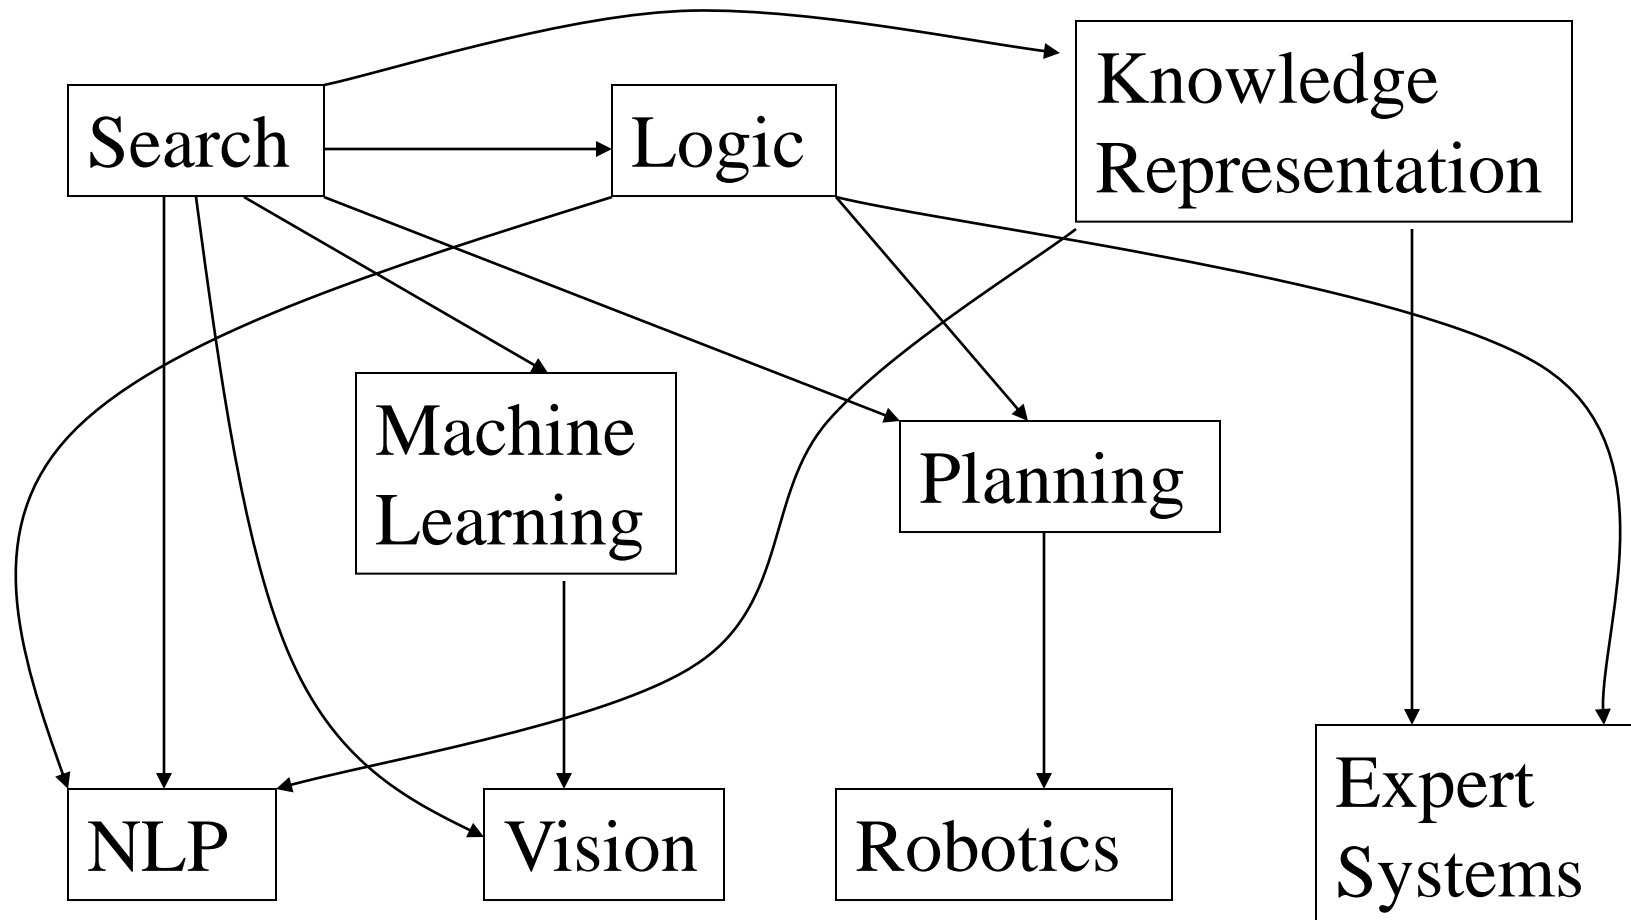 Search
Logic
Knowledge
Representation
Machine
Learning
Planning
NLP
Vision
Robotics
Expert
Systems